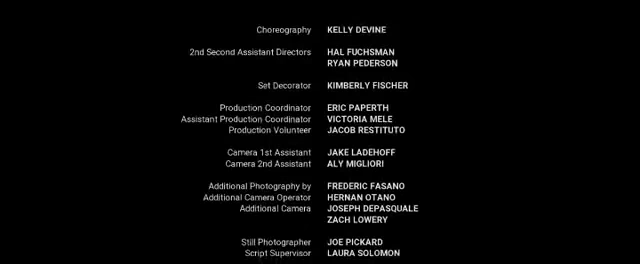 Choreography KELLY DEVINE
2nd Second Assistant Directors HAL FUCHSMAN
RYAN PEDERSON
Set Decorator KIMBERLY FISCHER
Production Coordinator ERIC PAPERTH
Assistant Production Coordinator VICTORIA MELE
Production Volunteer JACOB RESTITUTO
Camera 1st Assistant JAKE LADEHOFF
Camera 2nd Assistant ALY MIGLIORI
Additional Photography by FREDERIC FASANO
Additional Camera Operator HERNAN OTANO
Additional Camera JOSEPH DEPASQUALE
ZACH LOWERY
Still Photographer JOE PICKARD
Script Supervisor LAURA SOLOMON